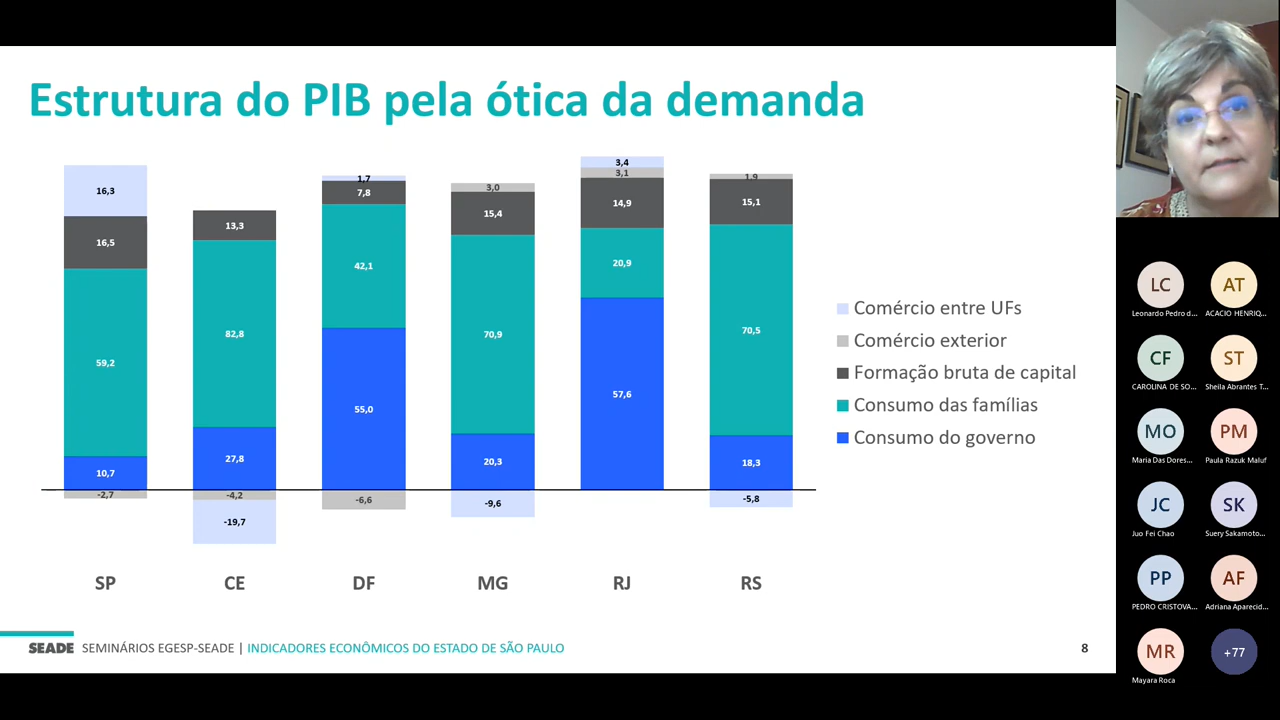 Estrutura do PIB pela ótica da demanda
16,3
16,5
59,2
10,7
-2,7
13,3
82,8
27,8
-4,2
-19,7
1,7
7,8
42,1
55,0
-6,6
3,0
15,4
70,9
20,3
-9,6
3,4
3,1
14,9
20,9
57,6
1,9
15,1
70,5
18,3
-5,8
SP CE DF MG RJ RS
Comércio entre UFs
Comércio exterior
Formação bruta de capital
Consumo das famílias
Consumo do governo
SEADE SEMINÁRIOS EGESP-SEADE | INDICADORES ECONÔMICOS DO ESTADO DE SÃO PAULO
8
LC AT
Leonardo Pedro d... ACACIO HENRIQ...
CF ST
CAROLINA DE SO... Sheila Abrantes T...
MO PM
Maria Das Dores... Paula Razuk Maluf
JC SK
Juo Fei Chao Suery Sakamoto...
PP AF
PEDRO CRISTOVA... Adriana Aparecid...
MR +77
Mayara Roca